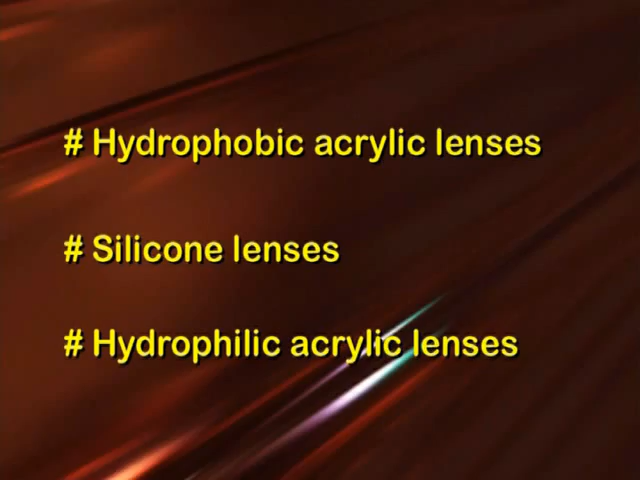 # Hydrophobic acrylic lenses
# Silicone lenses
# Hydrophilic acrylic lenses